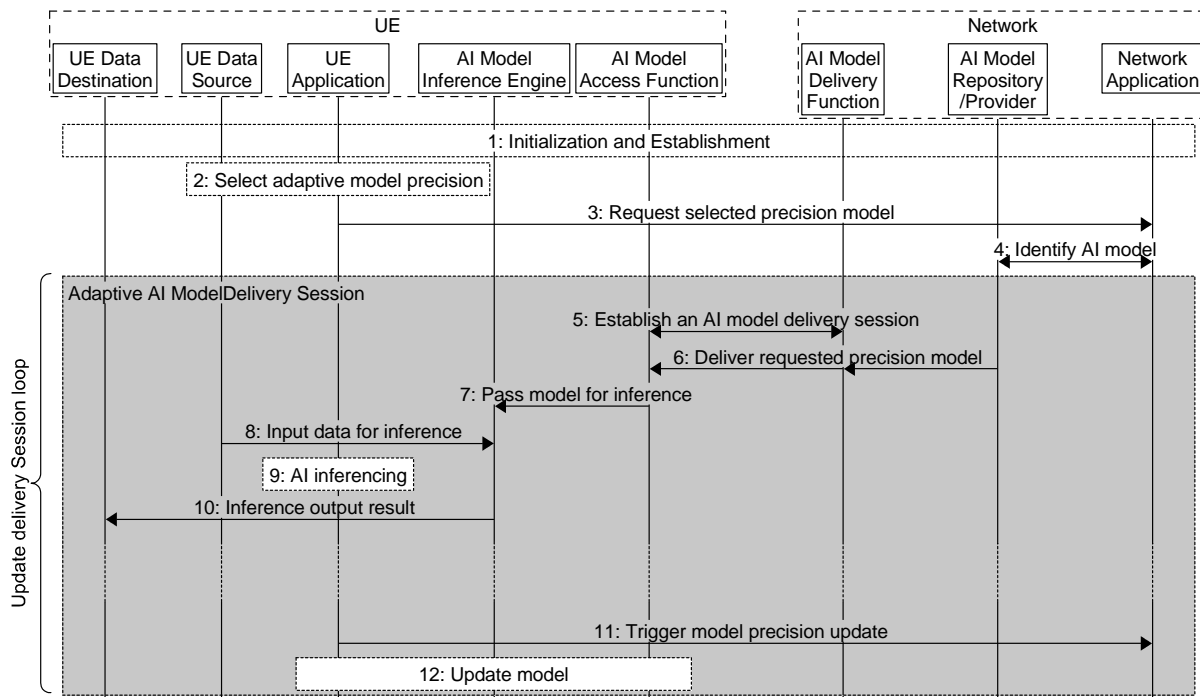 UE
Network
UE Data
Destination
UE Data
Source
UE
Application
AI Model
Inference Engine
AI Model
Access Function
AI Model
Delivery
Function
AI Model
Repository
/Provider
Network
Application
1: Initialization and Establishment
2: Select adaptive model precision
3: Request selected precision model
4: Identify AI model
Adaptive AI ModelDelivery Session
5: Establish an AI model delivery session
6: Deliver requested precision model
7: Pass model for inference
8: Input data for inference
9: AI inferencing
10: Inference output result
Update delivery Session loop
11: Trigger model precision update
12: Update model